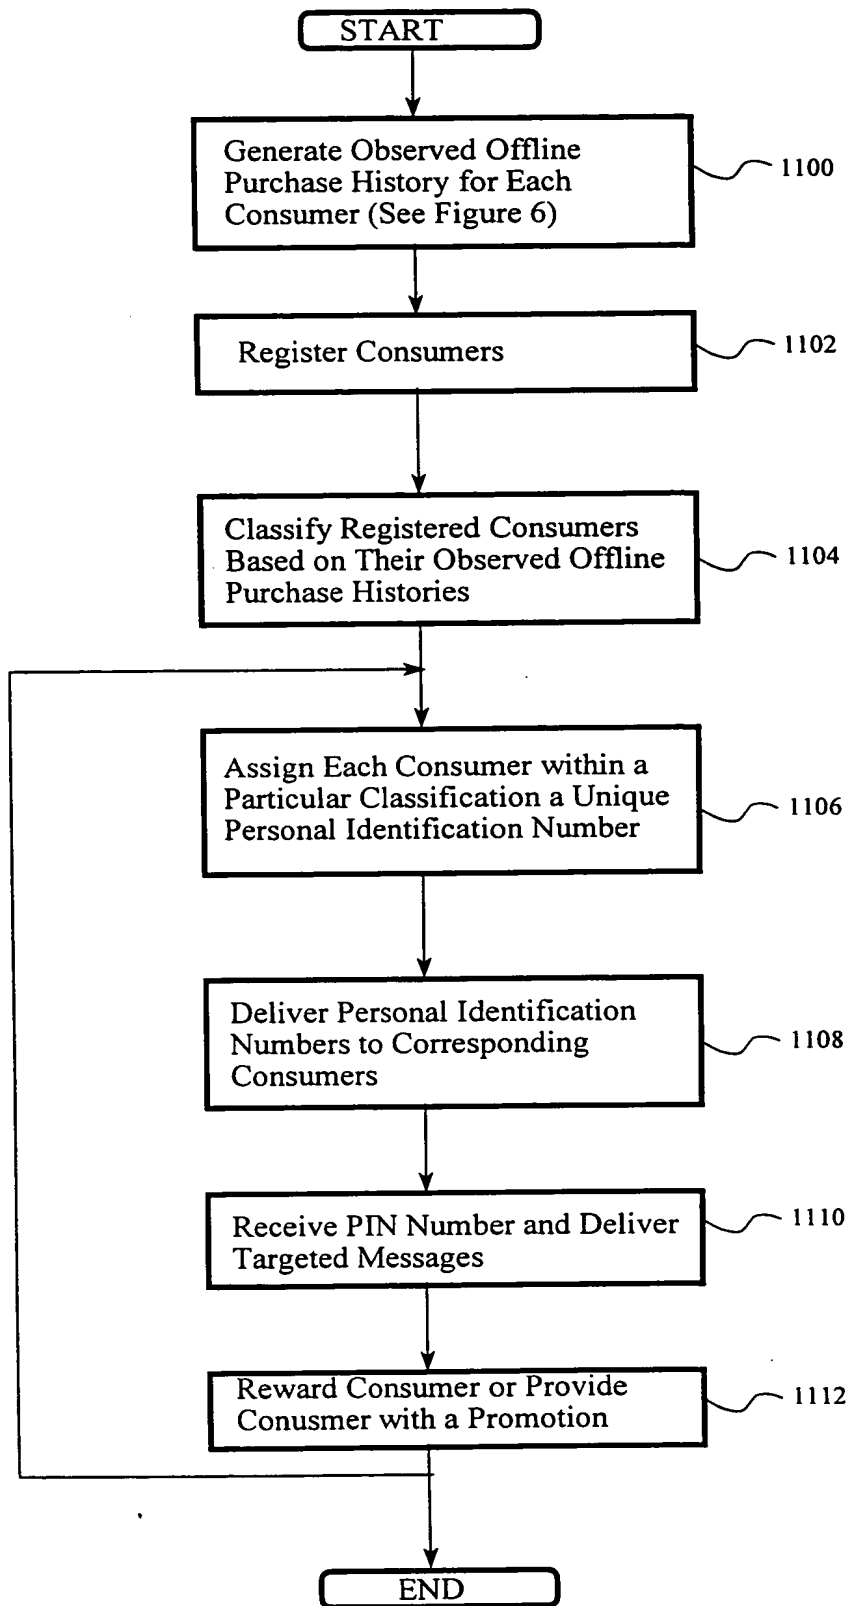 START
Generate Observed Offline
Purchase History for Each
Consumer (See Figure 6)
1100
Register Consumers
1102
Classify Registered Consumers
Based on Their Observed Offline
Purchase Histories
1104
Assign Each Consumer within a
Particular Classification a Unique
Personal Identification Number
1106
Deliver Personal Identification
Numbers to Corresponding
Consumers
1108
Receive PIN Number and Deliver
Targeted Messages
1110
Reward Consumer or Provide
Conusmer with a Promotion
1112
END